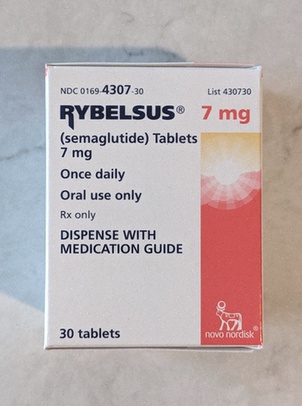 NDC 0169-4307-30 List 430730
RYBELSUS® 7 mg
(semaglutide) Tablets
7 mg
Once daily
Oral use only
Rx only
DISPENSE WITH
MEDICATION GUIDE
30 tablets
novo nordisk®